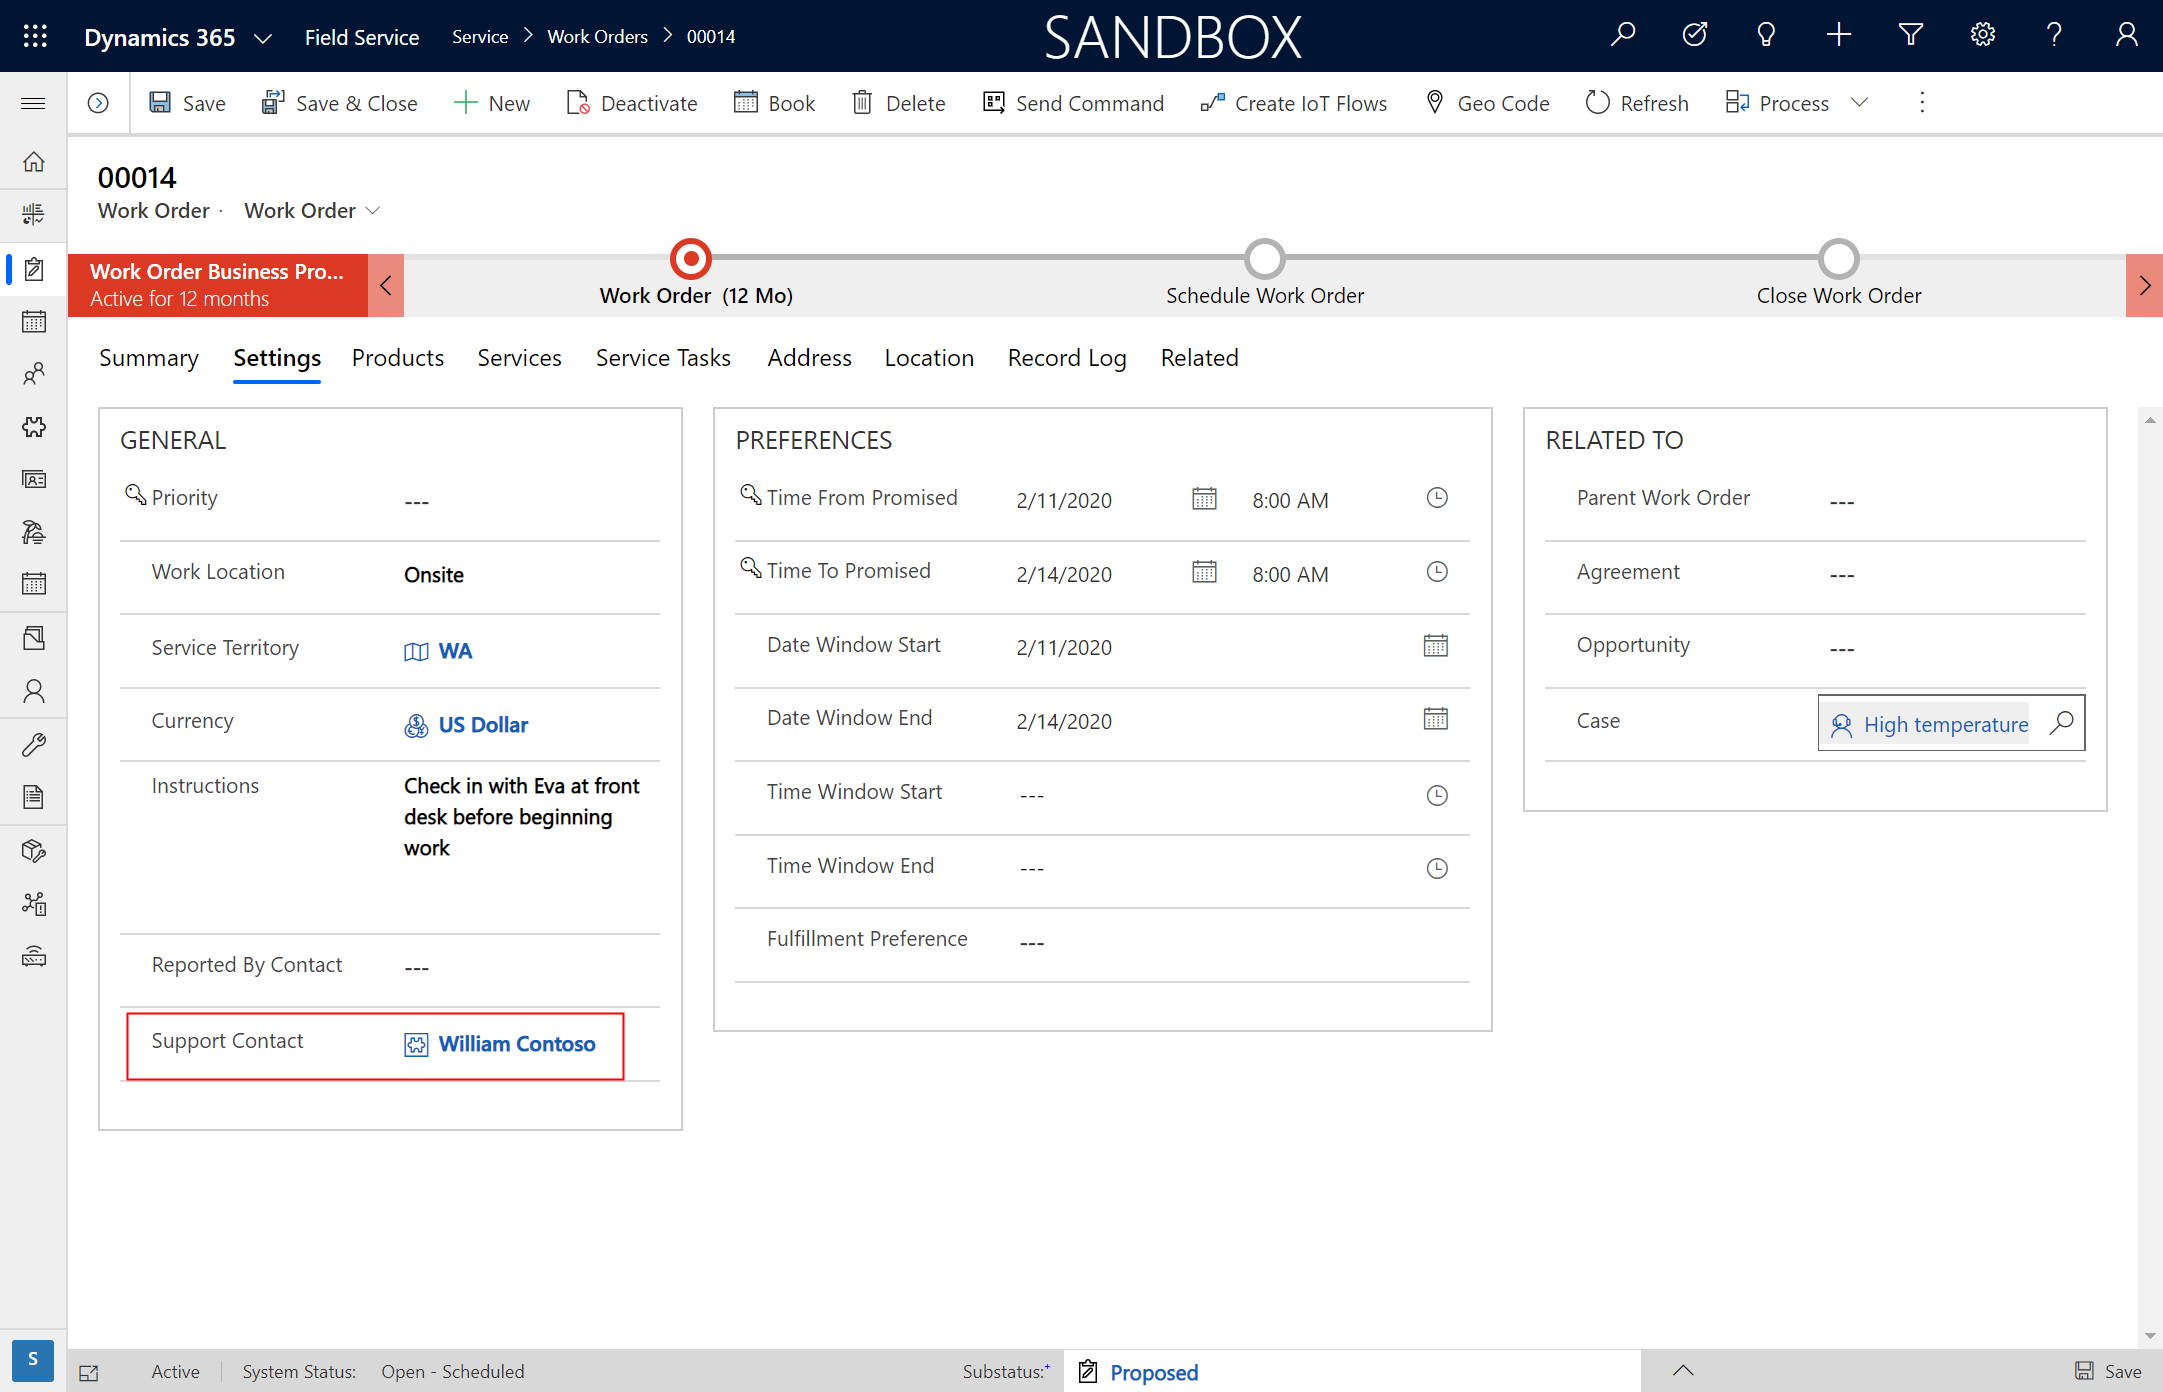 Dynamics 365 Field Service Service Work Orders 00014 SANDBOX
Save Save & Close New Deactivate Book Delete Send Command Create IoT Flows Geo Code Refresh Process
00014
Work Order · Work Order
Work Order Business Pro...
Active for 12 months
Work Order (12 Mo)
Schedule Work Order
Close Work Order
Summary Settings Products Services Service Tasks Address Location Record Log Related
GENERAL
Priority ---
Work Location Onsite
Service Territory WA
Currency US Dollar
Instructions Check in with Eva at front
desk before beginning
work
Reported By Contact ---
Support Contact William Contoso
PREFERENCES
Time From Promised 2/11/2020 8:00 AM
Time To Promised 2/14/2020 8:00 AM
Date Window Start 2/11/2020
Date Window End 2/14/2020
Time Window Start ---
Time Window End ---
Fulfillment Preference ---
RELATED TO
Parent Work Order ---
Agreement ---
Opportunity ---
Case High temperature
S
Active System Status: Open - Scheduled Substatus:+ Proposed Save